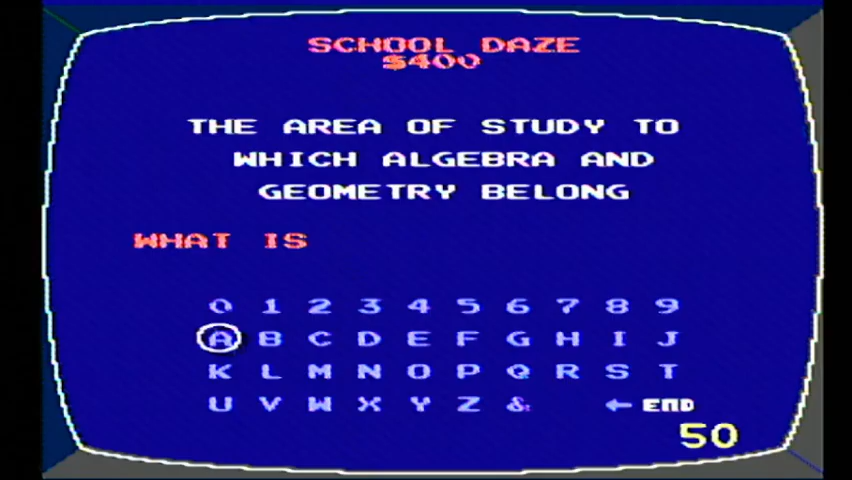 SCHOOL DAZE
$400
THE AREA OF STUDY TO
WHICH ALGEBRA AND
GEOMETRY BELONG
WHAT IS
0 1 2 3 4 5 6 7 8 9
A B C D E F G H I J
K L M N O P Q R S T
U V W X Y Z & ← END
50